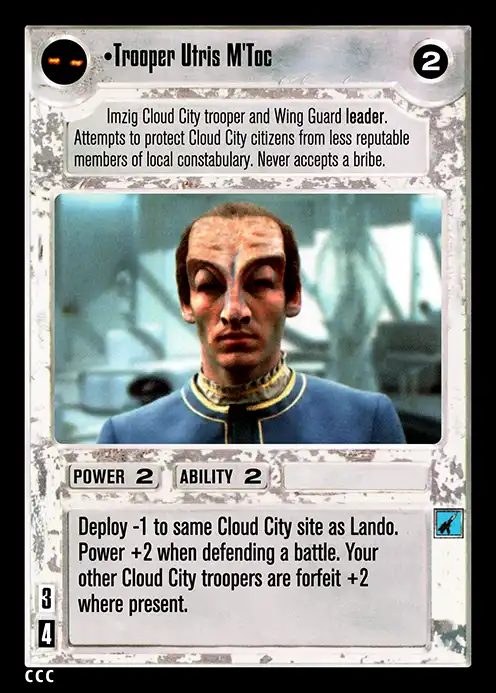 •Trooper Utris M'Toc
2
Imzig Cloud City trooper and Wing Guard leader.
Attempts to protect Cloud City citizens from less reputable
members of local constabulary. Never accepts a bribe.
POWER 2 ABILITY 2
Deploy -1 to same Cloud City site as Lando.
Power +2 when defending a battle. Your
other Cloud City troopers are forfeit +2
where present.
3
4
CCC